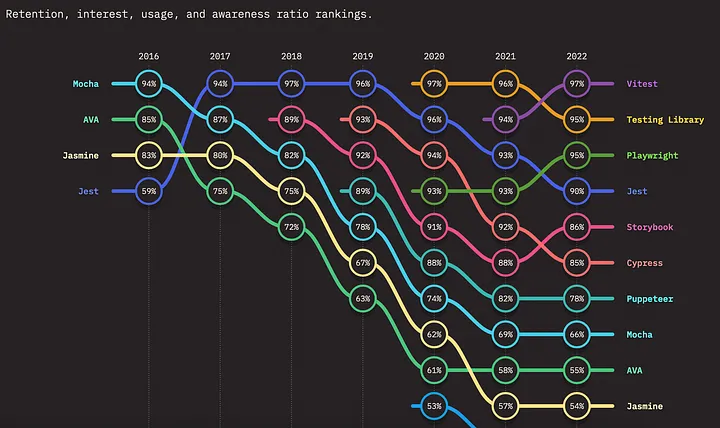 Retention, interest, usage, and awareness ratio rankings.
2016 2017 2018 2019 2020 2021 2022
Mocha 94% 94% 97% 96% 97% 96% 97% Vitest
AVA 85% 87% 89% 93% 96% 94% 95% Testing Library
Jasmine 83% 80% 82% 92% 94% 93% 95% Playwright
Jest 59% 75% 75% 89% 93% 93% 90% Jest
72% 78% 91% 92% 86% Storybook
67% 88% 88% 85% Cypress
63% 74% 82% 78% Puppeteer
62% 69% 66% Mocha
61% 58% 55% AVA
53% 57% 54% Jasmine